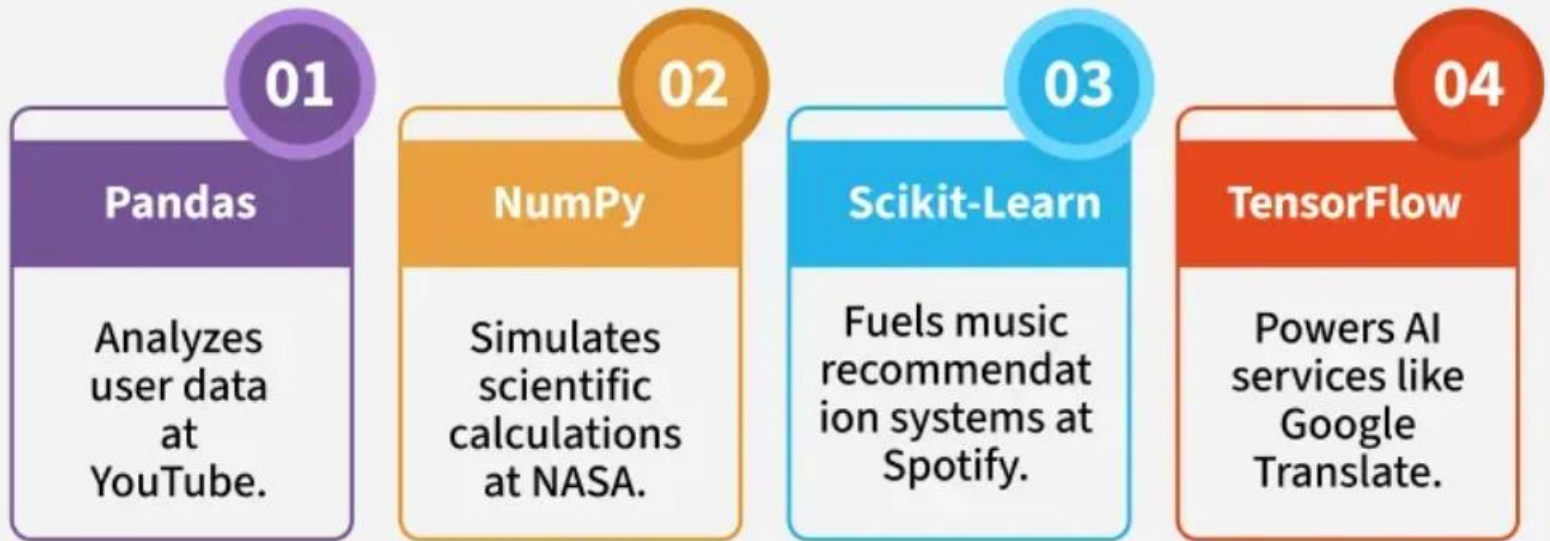 01
Pandas
Analyzes
user data
at
YouTube.
02
NumPy
Simulates
scientific
calculations
at NASA.
03
Scikit-Learn
Fuels music
recommendat
ion systems at
Spotify.
04
TensorFlow
Powers AI
services like
Google
Translate.